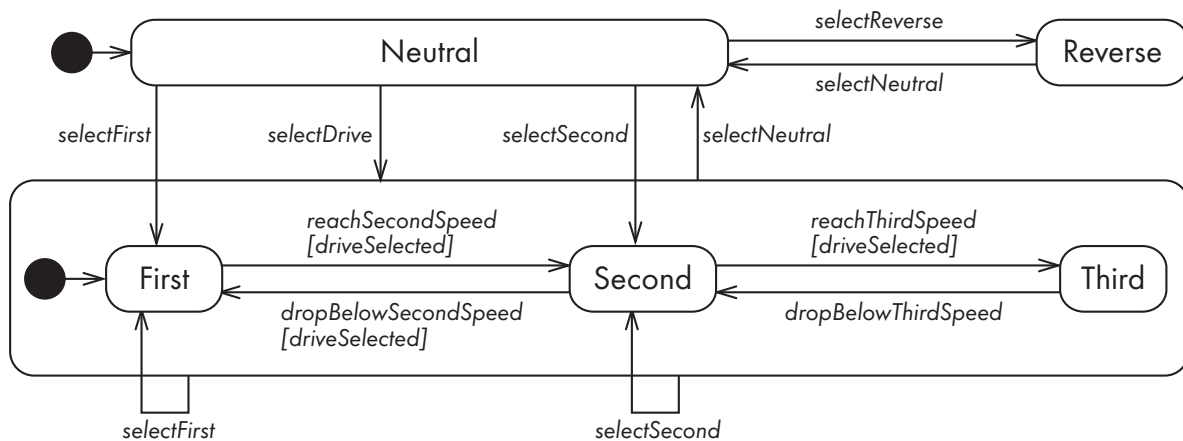 selectReverse
Neutral
Reverse
selectNeutral
selectFirst
selectDrive
selectSecond
selectNeutral
reachSecondSpeed
[driveSelected]
reachThirdSpeed
[driveSelected]
First
Second
Third
dropBelowSecondSpeed
[driveSelected]
dropBelowThirdSpeed
selectFirst
selectSecond